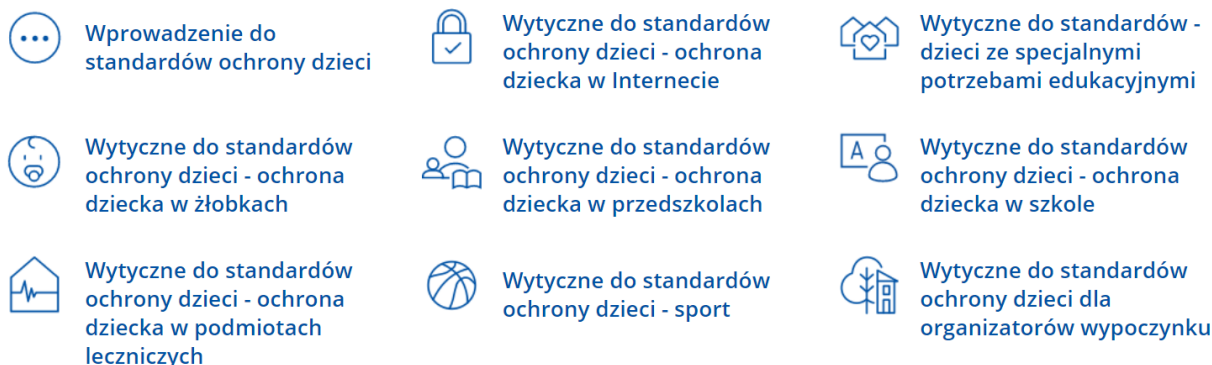 Wprowadzenie do
standardów ochrony dzieci
Wytyczne do standardów
ochrony dzieci - ochrona
dziecka w Internecie
Wytyczne do standardów -
dzieci ze specjalnymi
potrzebami edukacyjnymi
Wytyczne do standardów
ochrony dzieci - ochrona
dziecka w żłobkach
Wytyczne do standardów
ochrony dzieci - ochrona
dziecka w przedszkolach
A
Wytyczne do standardów
ochrony dzieci - ochrona
dziecka w szkole
Wytyczne do standardów
ochrony dzieci - ochrona
dziecka w podmiotach
leczniczych
Wytyczne do standardów
ochrony dzieci - sport
Wytyczne do standardów
ochrony dzieci dla
organizatorów wypoczynku